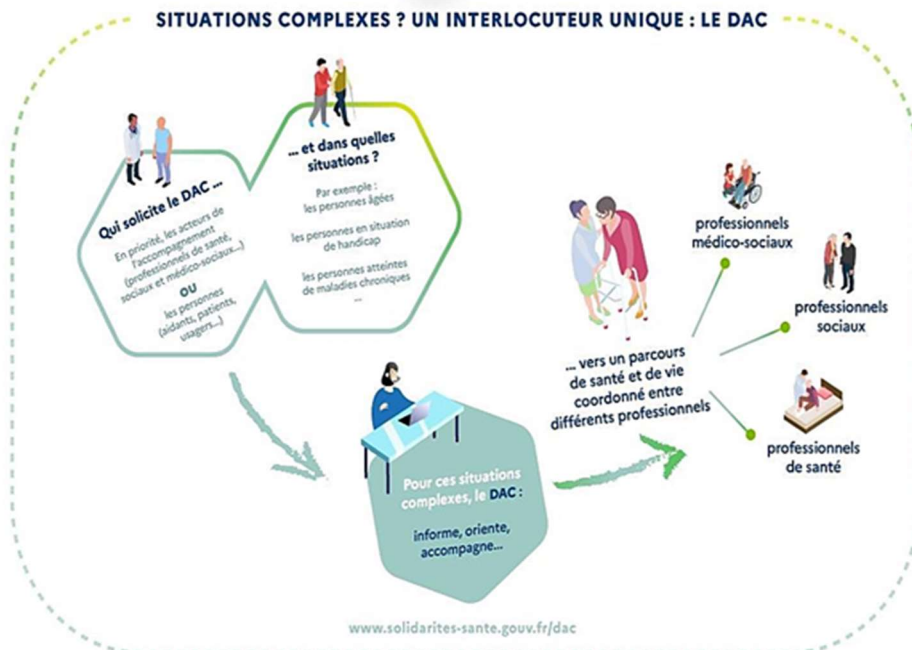 SITUATIONS COMPLEXES ? UN INTERLOCUTEUR UNIQUE : LE DAC
Qui solicite le DAC ...
En priorité, les acteurs de
l'accompagnement
(professionnels de santé,
sociaux et médico-sociaux...)
OU
les personnes
(aidants, patients,
usagers...)
... et dans quelles
situations ?
Par exemple :
les personnes âgées
les personnes en situation
de handicap
les personnes atteintes
de maladies chroniques
...
Pour ces situations
complexes, le DAC :
informe, oriente,
accompagne...
... vers un parcours
de santé et de vie
coordonné entre
différents professionnels
professionnels
médico-sociaux
professionnels
sociaux
professionnels
de santé
www.solidarites-sante.gouv.fr/dac